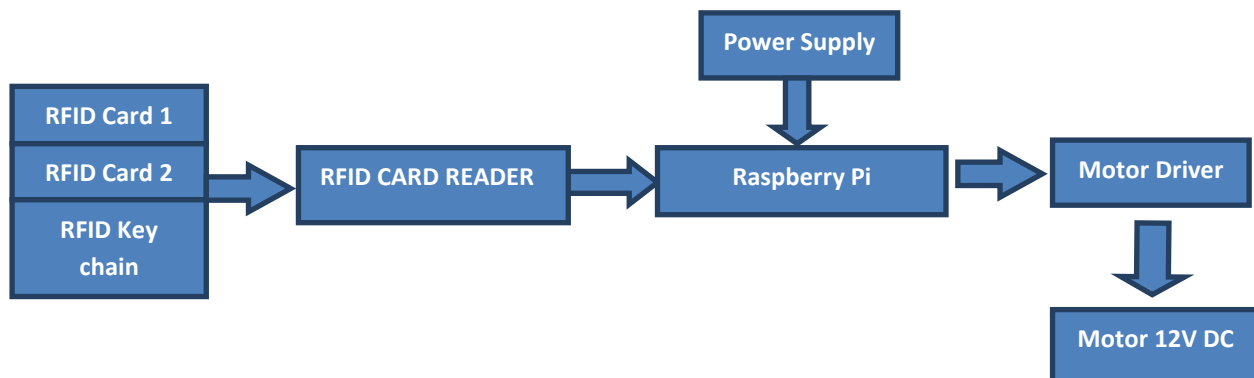 Power Supply
RFID Card 1
RFID Card 2
RFID Key
chain
RFID CARD READER
Raspberry Pi
Motor Driver
Motor 12V DC